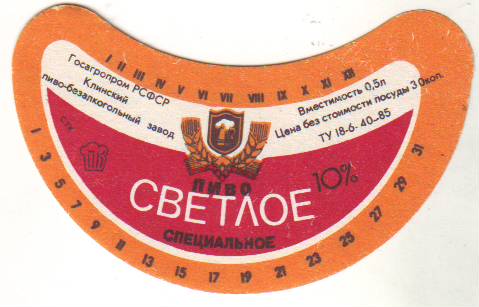 I II III IV V VI VII VIII IX X XI XII
Госагропром РСФСР
Клинский
пиво-безалкогольный завод
Вместимость 0,5л
Цена без стоимости посуды 30коп.
ТУ 18-6-40-85
СТК
ПИВО
СВЕТЛОЕ 10%
СПЕЦИАЛЬНОЕ
1 3 5 7 9 11 13 15 17 19 21 23 25 27 29 31